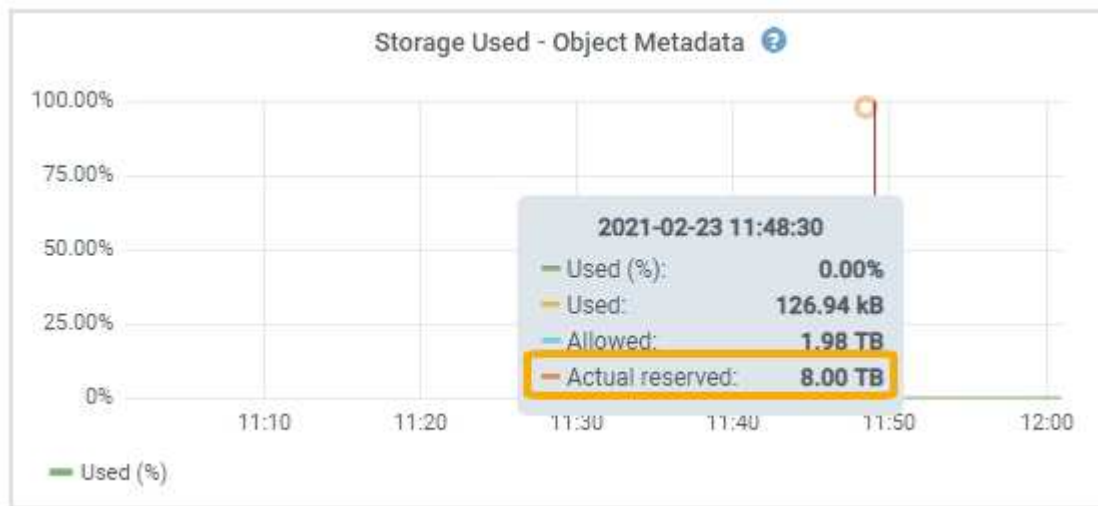 Storage Used - Object Metadata ?
100.00%
75.00%
50.00%
25.00%
0%
2021-02-23 11:48:30
Used (%): 0.00%
Used: 126.94 kB
Allowed: 1.98 TB
Actual reserved: 8.00 TB
11:10 11:20 11:30 11:40 11:50 12:00
Used (%)